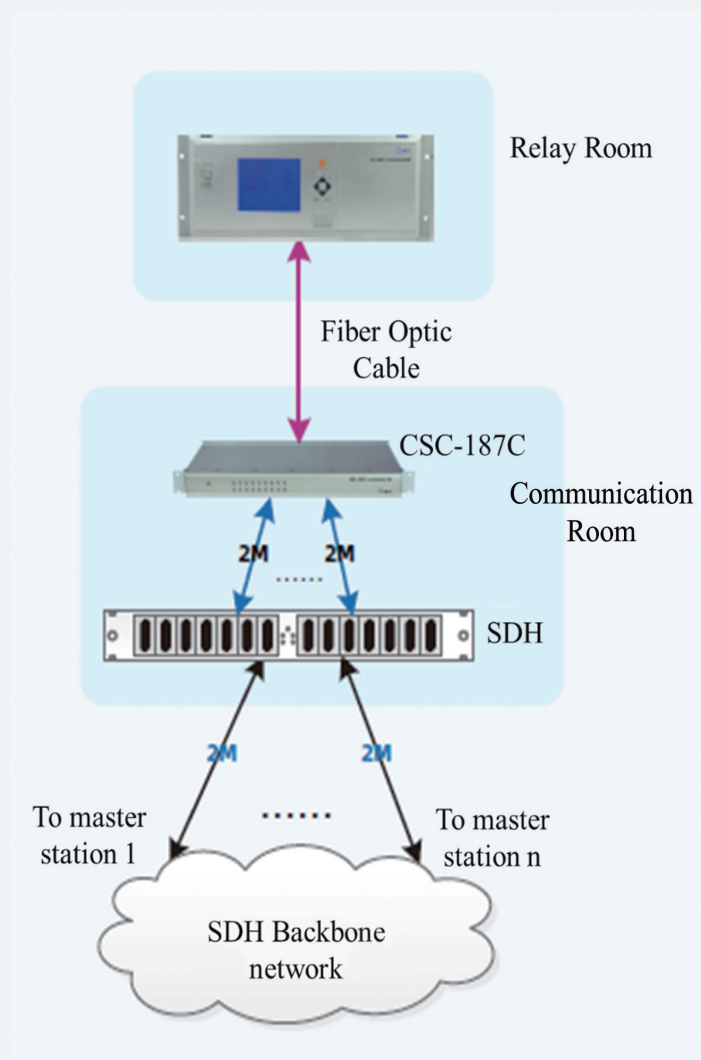 Relay Room
Fiber Optic
Cable
CSC-187C
Communication
Room
2M
2M
......
SDH
2M
2M
......
To master
station 1
To master
station n
SDH Backbone
network